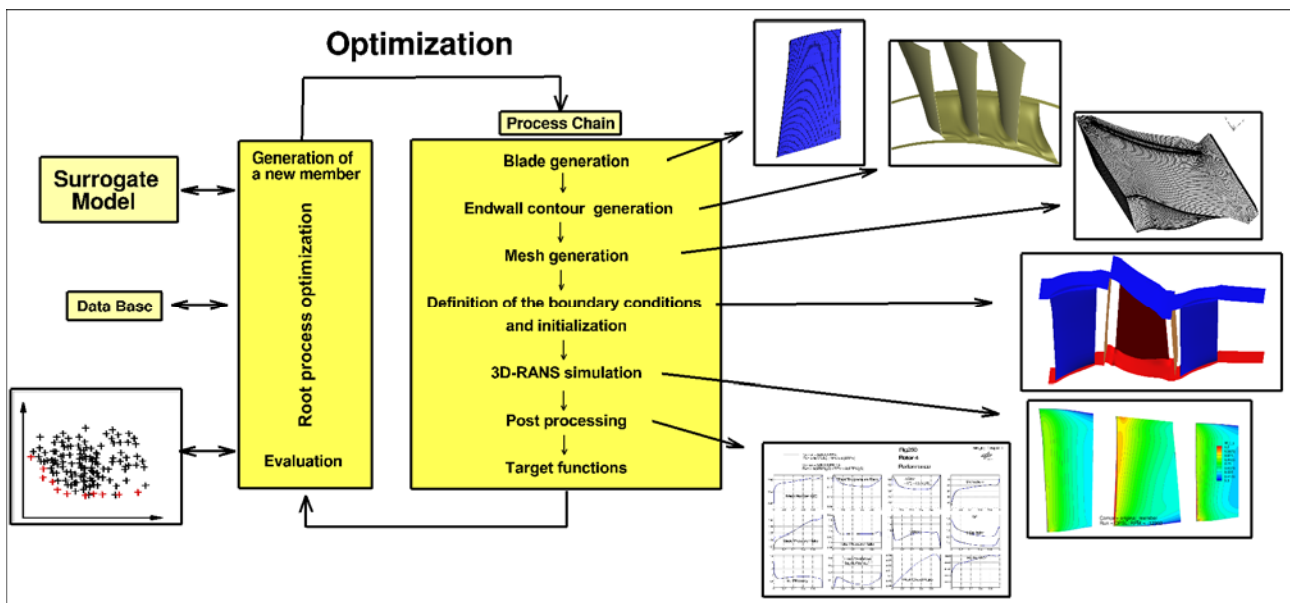 Optimization
Process Chain
Surrogate
Model
Data Base
Generation of
a new member
Root process optimization
Evaluation
Blade generation
Endwall contour generation
Mesh generation
Definition of the boundary conditions
and initialization
3D-RANS simulation
Post processing
Target functions
Rig250
Rotor 4
Performance